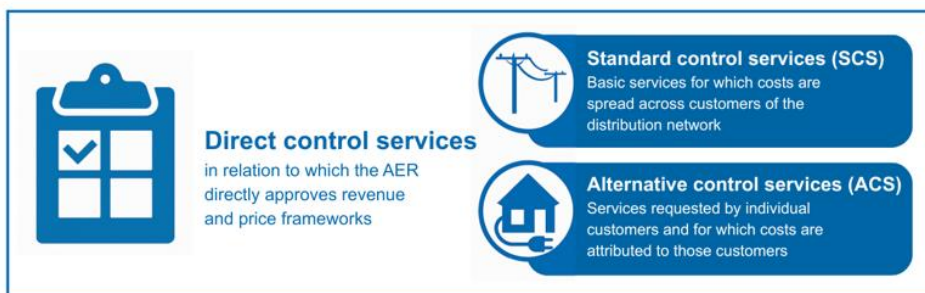 Direct control services
in relation to which the AER
directly approves revenue
and price frameworks
Standard control services (SCS)
Basic services for which costs are
spread across customers of the
distribution network
Alternative control services (ACS)
Services requested by individual
customers and for which costs are
attributed to those customers